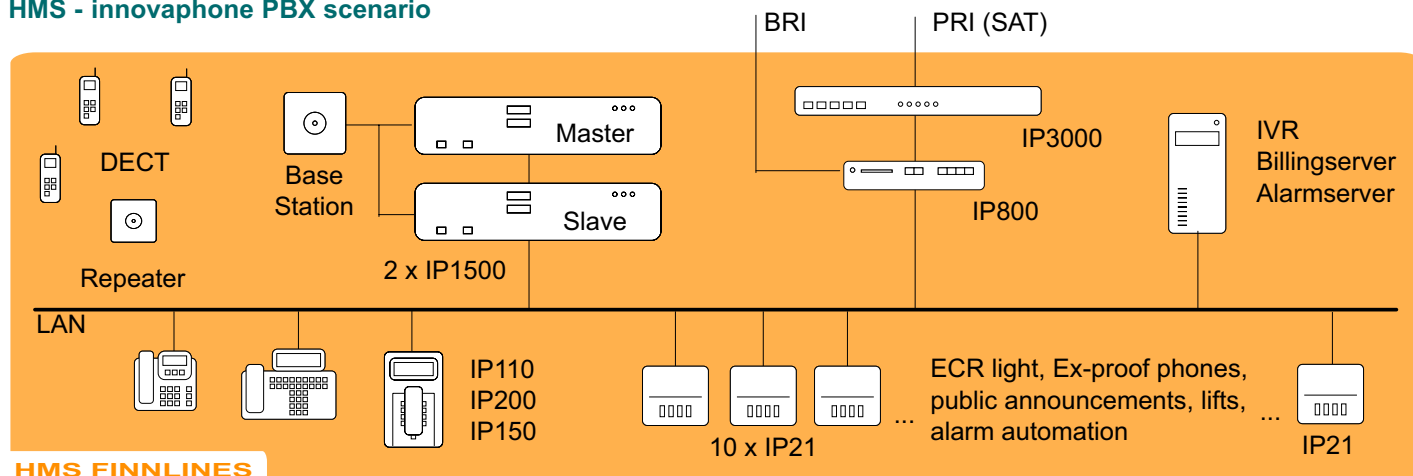 HMS - innovaphone PBX scenario
BRI
PRI (SAT)
Master
IP3000
IVR
Billingserver
Alarmserver
DECT
Base
Station
Slave
IP800
2 x IP1500
Repeater
LAN
IP110
IP200
IP150
10 x IP21
...
ECR light, Ex-proof phones,
public announcements, lifts,
alarm automation
...
IP21
HMS FINNLINES